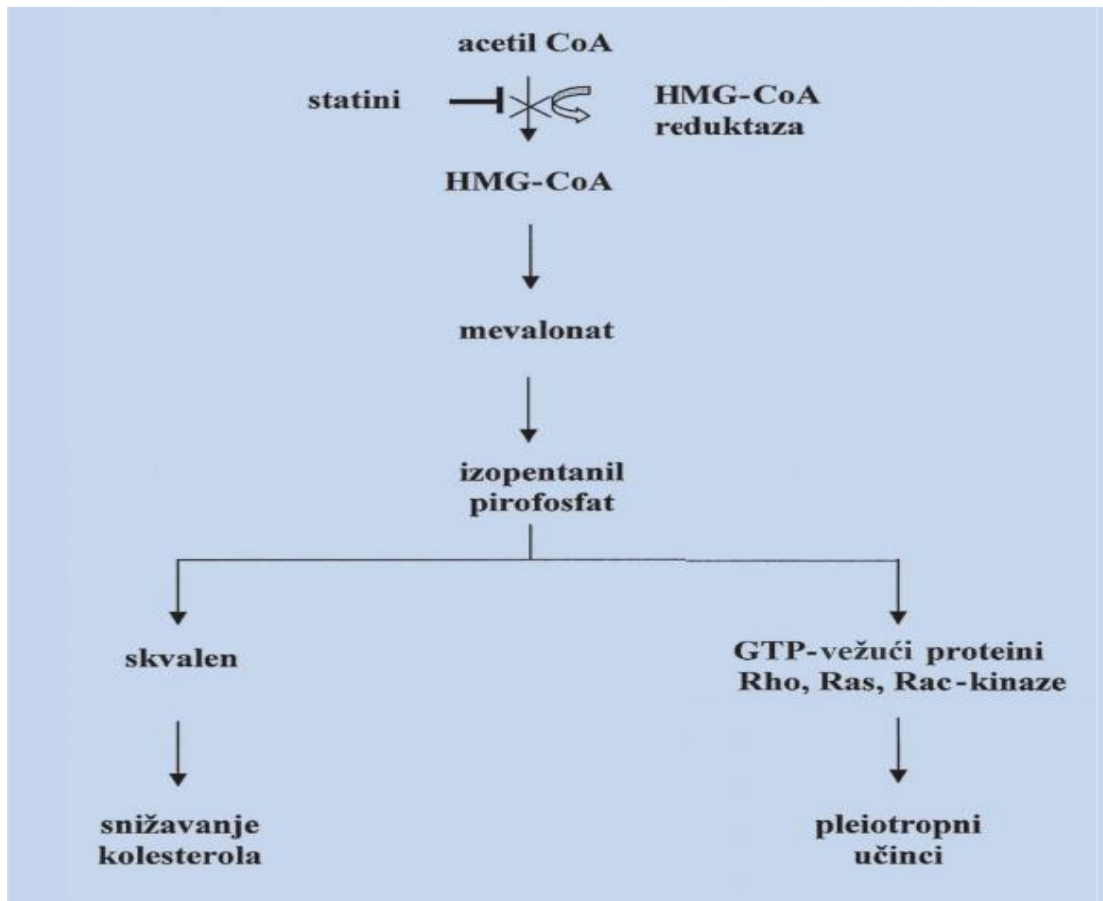 acetil CoA
statini
HMG-CoA
reduktaza
HMG-CoA
mevalonat
izopentanil
pirofosfat
skvalen
GTP-vežući proteini
Rho, Ras, Rac-kinaze
snižavanje
kolesterola
pleiotropni
učinci